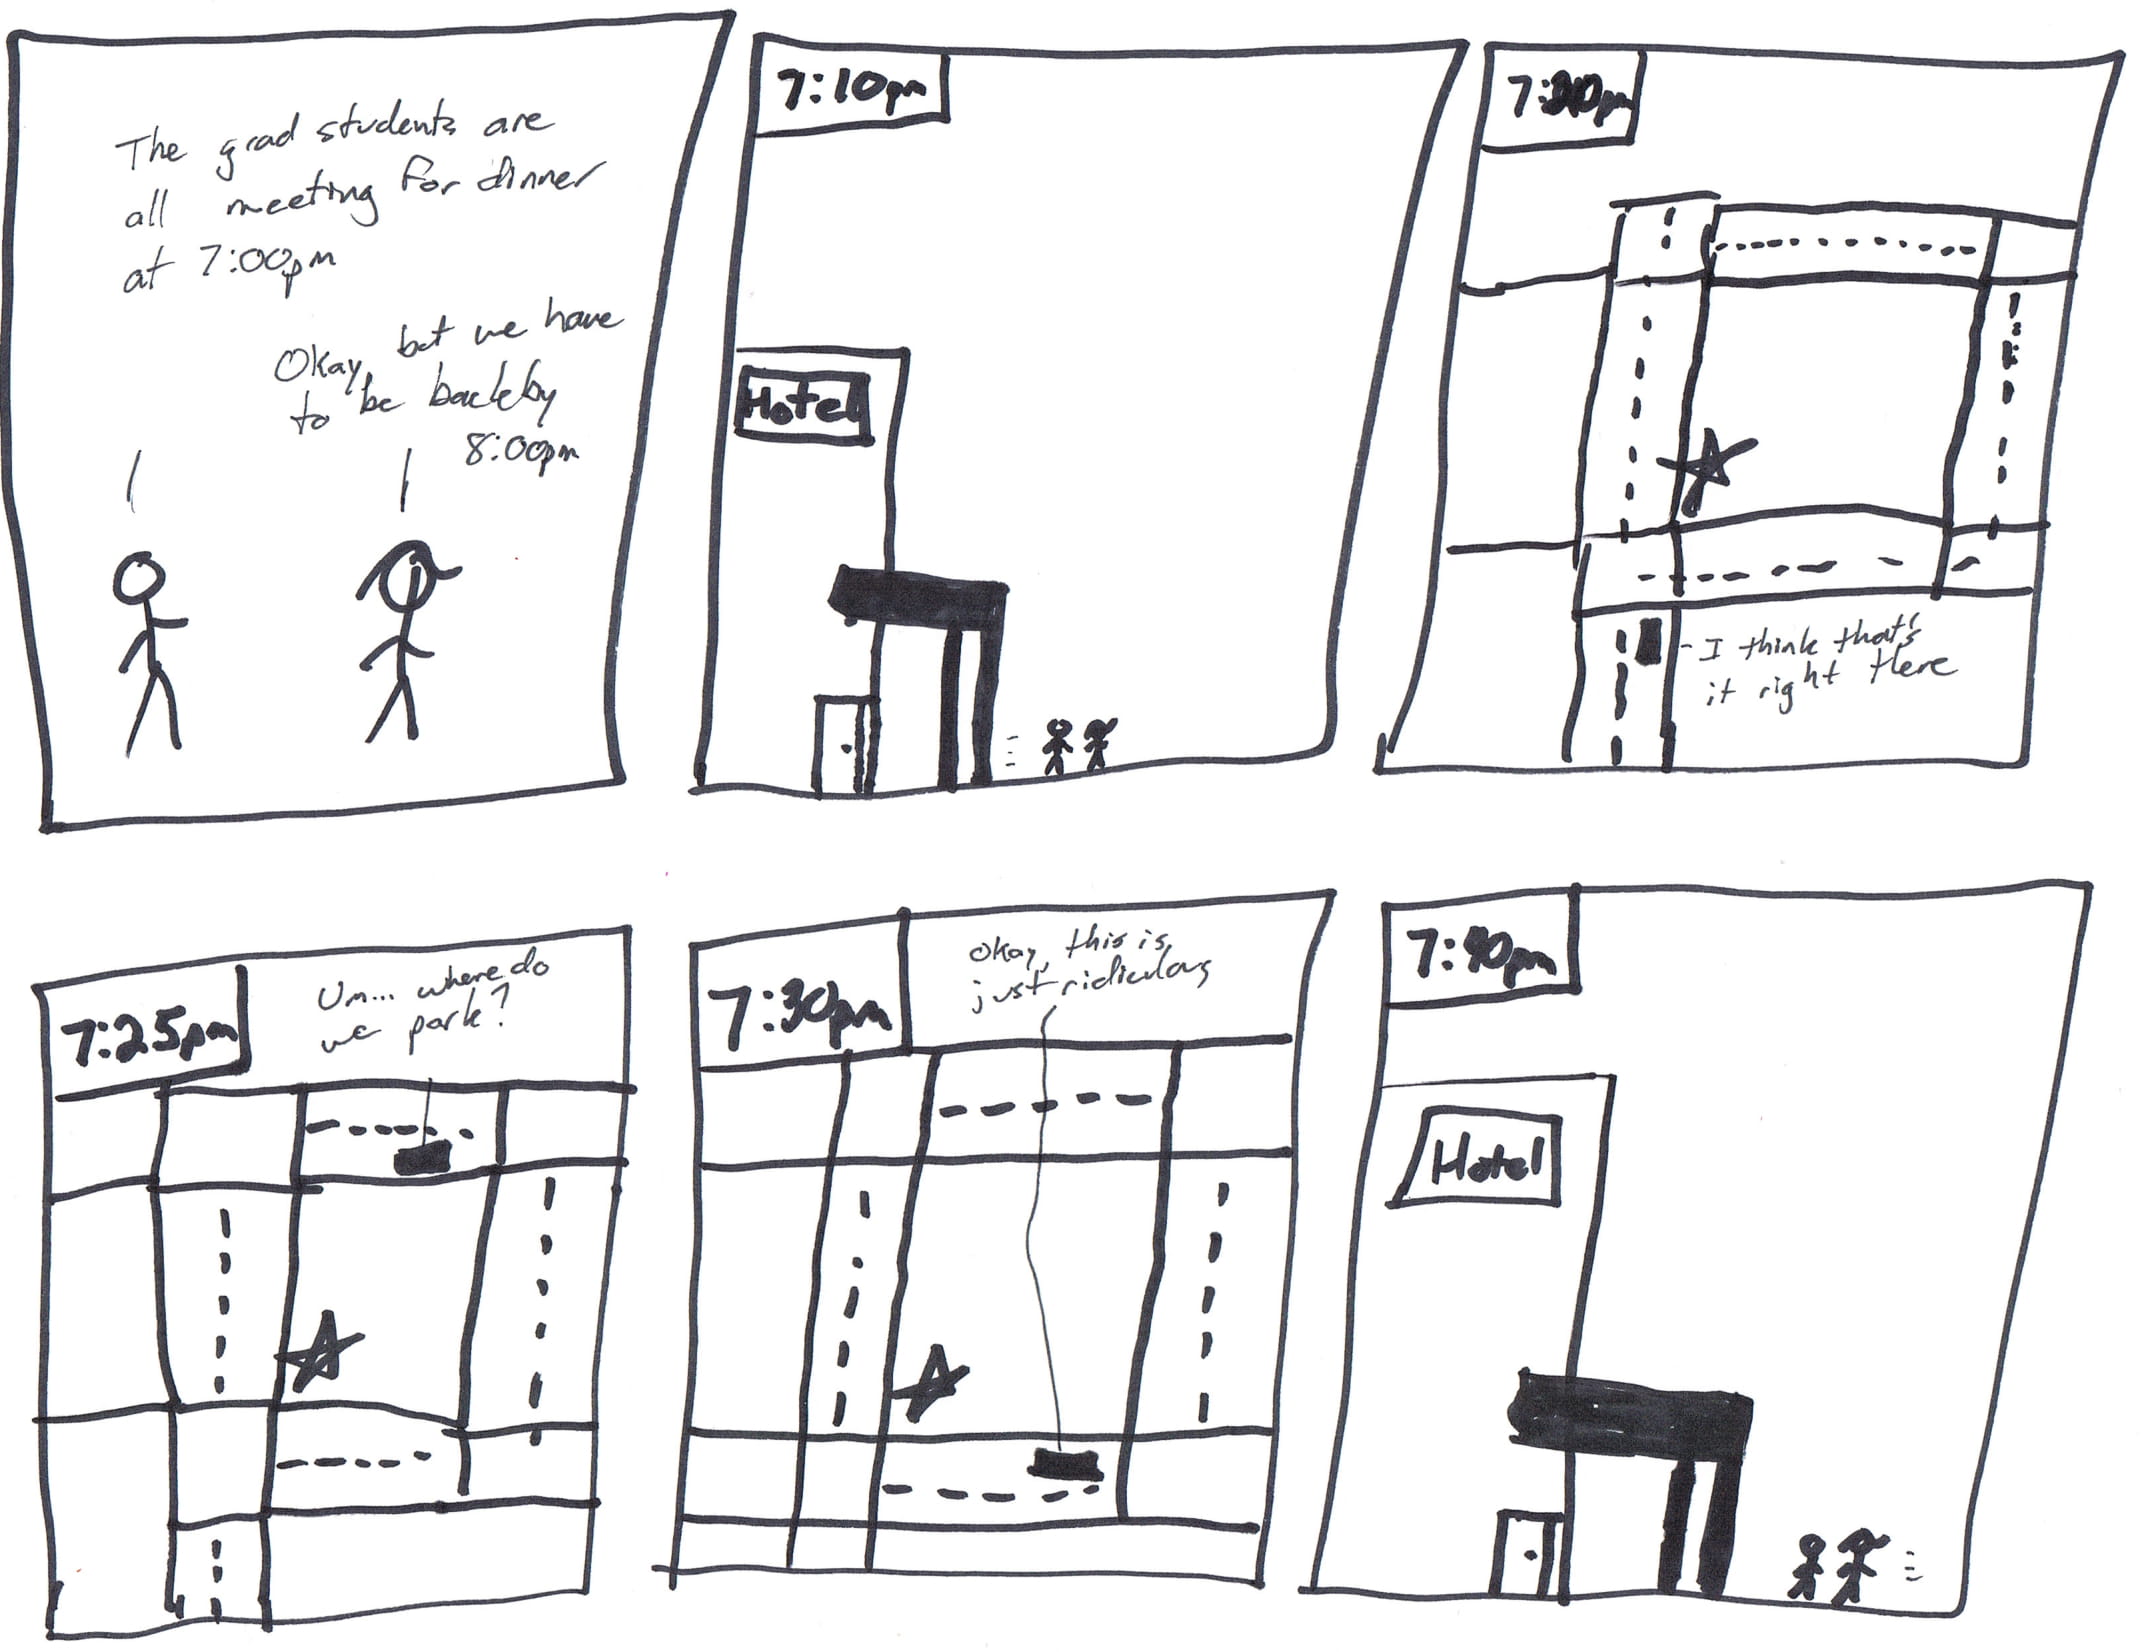 The grad students are
all meeting for dinner
at 7:00pm
Okay, but we have
to be back by
8:00pm
7:10pm
Hotel
7:20pm
I think that's
it right there
7:25pm
Um... where do
we park?
7:30pm
Okay, this is
just ridiculous
7:40pm
Hotel